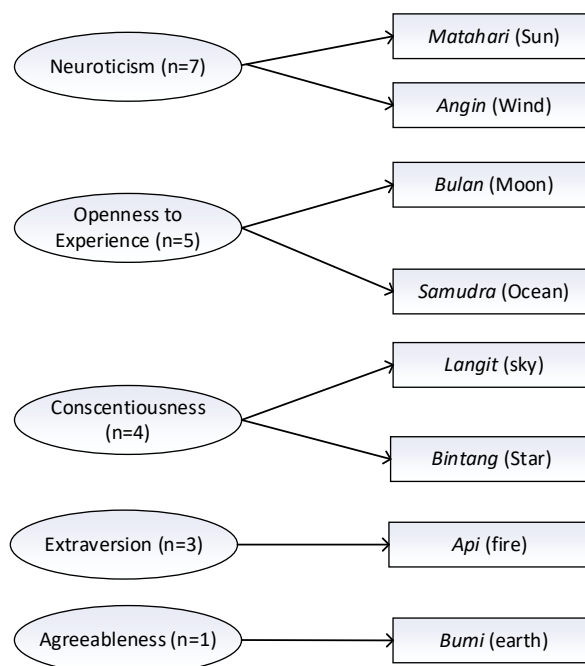 Neuroticism (n=7)
Matahari (Sun)
Angin (Wind)
Openness to
Experience (n=5)
Bulan (Moon)
Samudra (Ocean)
Conscentiousness
(n=4)
Langit (sky)
Bintang (Star)
Extraversion (n=3)
Api (fire)
Agreeableness (n=1)
Bumi (earth)